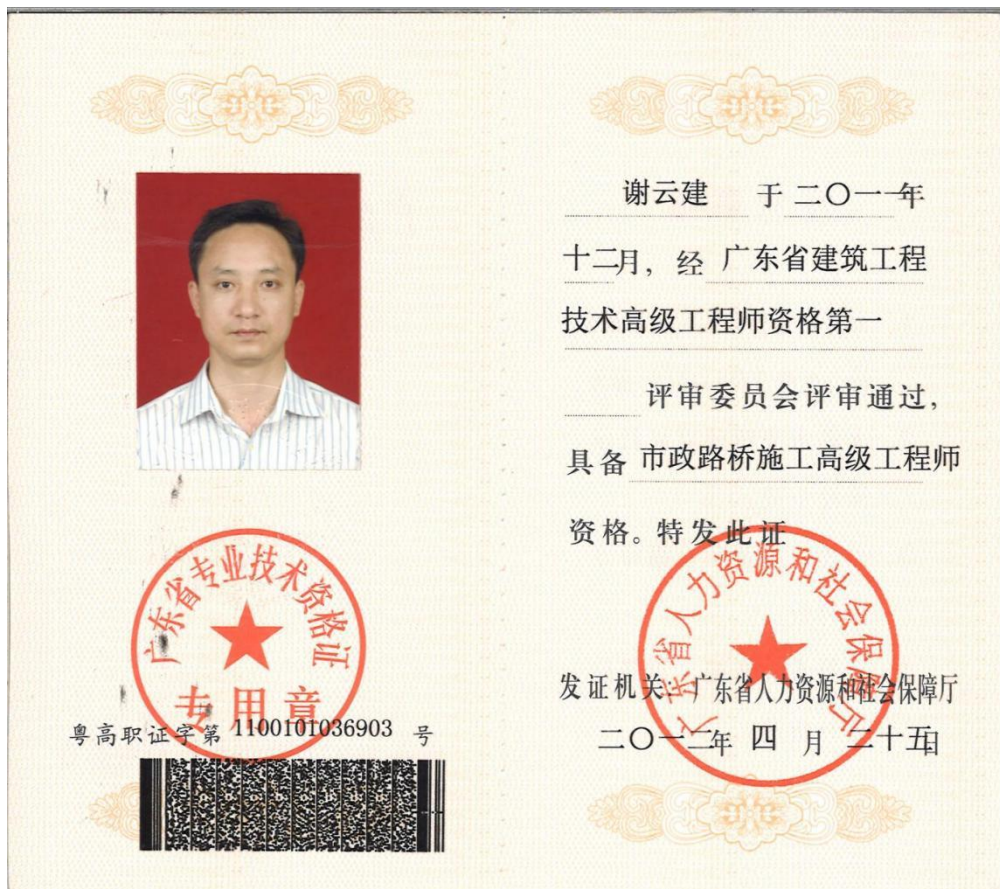 广东省专业技术资格证
专用章
粤高职证字第 1100101036903 号
谢云建 于 二〇一一年
十二月，经 广东省建筑工程
技术高级工程师资格第一
评审委员会评审通过，
具备 市政路桥施工高级工程师
资格。特发此证
广东省人力资源和社会保障厅
发证机关：广东省人力资源和社会保障厅
二〇一二年 四 月 二十五日